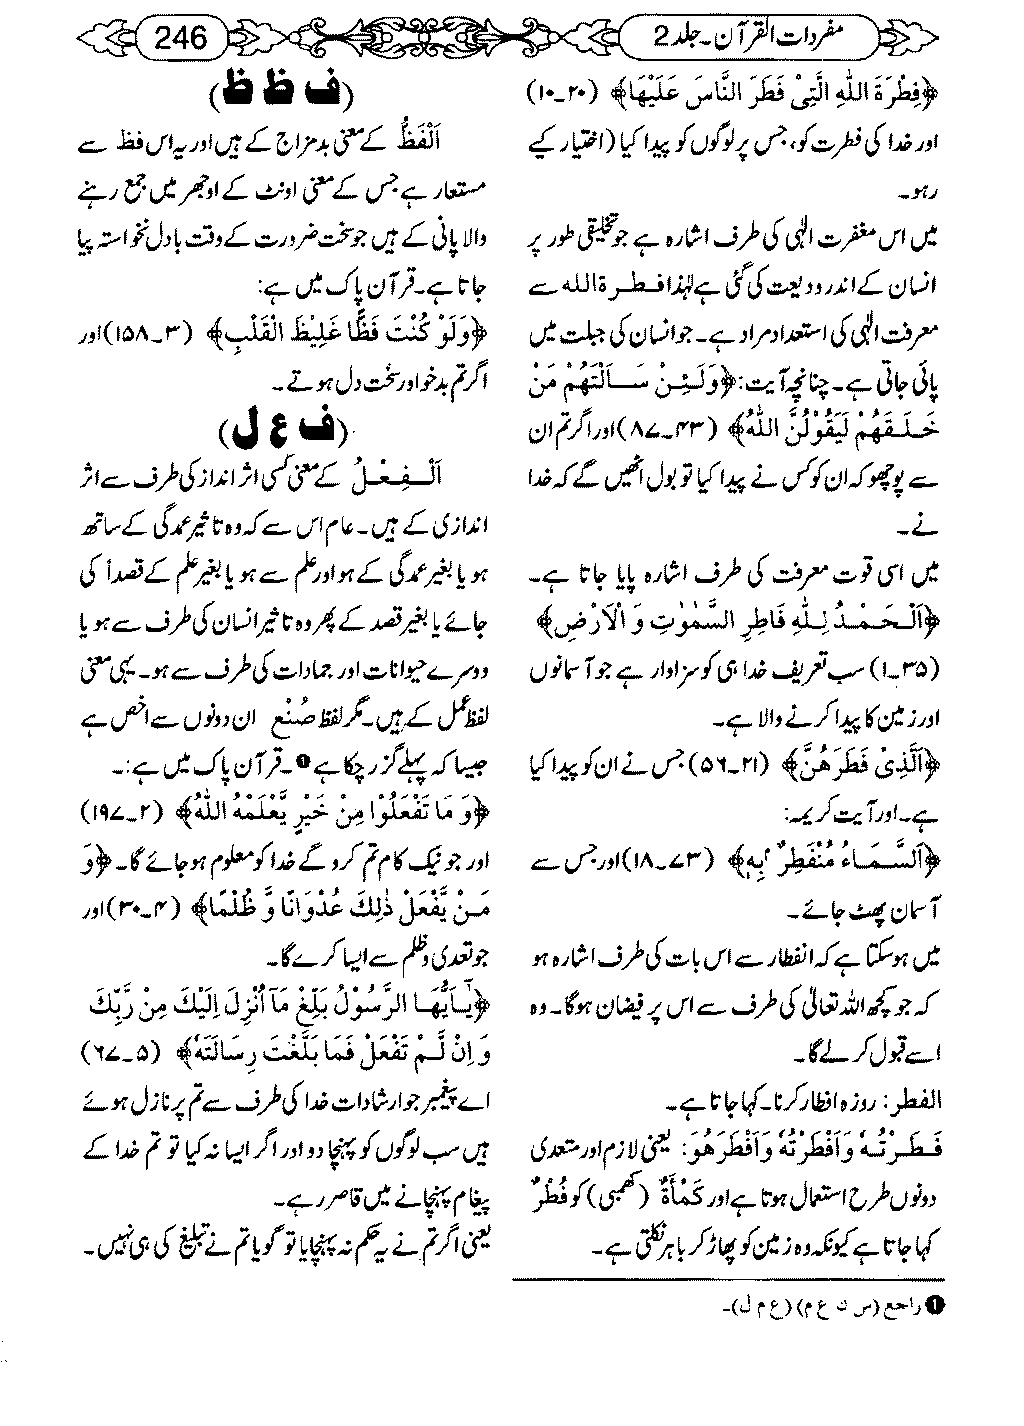 مفردات القرآن۔ جلد 2
246
﴿فِطْرَةَ اللّٰهِ الَّتِیْ فَطَرَ النَّاسَ عَلَیْهَا﴾ (۲۰۔۱۰)
اور خدا کی فطرت کو، جس پر لوگوں کو پیدا کیا (اختیار کیے
رہو۔
میں اس مغفرت الٰہی کی طرف اشارہ ہے جو تخلیقی طور پر
انسان کے اندر ودیعت کی گئی ہے لہٰذا فطرۃ اللہ سے
معرفت الٰہی کی استعداد مراد ہے۔ جو انسان کی جبلت میں
پائی جاتی ہے۔ چنانچہ آیت: ﴿وَلَئِنْ سَاَلْتَهُمْ مَنْ
خَلَقَهُمْ لَیَقُوْلُنَّ اللّٰهُ﴾ (۴۳۔۸۷) اور اگر تم ان
سے پوچھو کہ ان کو کس نے پیدا کیا تو بول اٹھیں گے کہ خدا
نے۔
میں اسی قوت معرفت کی طرف اشارہ پایا جاتا ہے۔
﴿اَلْحَمْدُ لِلّٰهِ فَاطِرِ السَّمٰوٰتِ وَ الْاَرْضِ﴾
(۳۵۔۱) سب تعریف خدا ہی کو سزاوار ہے جو آسمانوں
اور زمین کا پیدا کرنے والا ہے۔
﴿اَلَّذِیْ فَطَرَهُنَّ﴾ (۲۱۔۵۶) جس نے ان کو پیدا کیا
ہے۔ اور آیت کریمہ:
﴿اَلسَّمَاءُ مُنْفَطِرٌ بِهٖ﴾ (۷۳۔۱۸) اور جس سے
آسمان پھٹ جائے۔
میں ہوسکتا ہے کہ انفطار سے اس بات کی طرف اشارہ ہو
کہ جو کچھ اللہ تعالیٰ کی طرف سے اس پر فیضان ہوگا۔ وہ
اسے قبول کرلے گا۔
الفطر: روزہ افطار کرنا۔ کہا جاتا ہے۔
فَطَرْتُهٗ وَاَفْطَرْتُهٗ وَاَفْطَرَهُوَ: یعنی لازم اور متعدی
دونوں طرح استعمال ہوتا ہے اور كَمْأَةٌ (کھمبی) کو فُطْرٌ
کہا جاتا ہے کیونکہ وہ زمین کو پھاڑ کر باہر نکلتی ہے۔
❶ راجع (س ک ع م) (ع م ل)۔
(ف ظ ظ)
اَلْفَظُّ کے معنی بدمزاج کے ہیں اور یہ اس فظ سے
مستعار ہے جس کے معنی اونٹ کے اوجھر میں جمع رہنے
والا پانی کے ہیں جو سخت ضرورت کے وقت بادل نخواستہ پیا
جاتا ہے۔ قرآن پاک میں ہے:
﴿وَلَوْ كُنْتَ فَظًّا غَلِیْظَ الْقَلْبِ﴾ (۳۔۱۵۸) اور
اگر تم بدخو اور سخت دل ہوتے۔
(ف ع ل)
اَلْفِعْلُ کے معنی کسی اثر انداز کی طرف سے اثر
اندازی کے ہیں۔ عام اس سے کہ وہ تاثیر عمدگی کے ساتھ
ہو یا بغیر عمدگی کے ہو اور علم سے ہو یا بغیر علم کے قصداً کی
جائے یا بغیر قصد کے پھر وہ تاثیر انسان کی طرف سے ہو یا
دوسرے حیوانات اور جمادات کی طرف سے ہو۔ یہی معنی
لفظ عمل کے ہیں۔ مگر لفظ صُنْع ان دونوں سے اخص ہے
جیسا کہ پہلے گزر چکا ہے❶۔ قرآن پاک میں ہے:۔
﴿وَ مَا تَفْعَلُوْا مِنْ خَیْرٍ یَّعْلَمْهُ اللّٰهُ﴾ (۲۔۱۹۷)
اور جو نیک کام تم کرو گے خدا کو معلوم ہو جائے گا۔ ﴿وَ
مَنْ یَّفْعَلْ ذٰلِكَ عُدْوَانًا وَّ ظُلْمًا﴾ (۴۔۳۰) اور
جو تعدی وظلم سے ایسا کرے گا۔
﴿یٰٓاَیُّهَا الرَّسُوْلُ بَلِّغْ مَآ اُنْزِلَ اِلَیْكَ مِنْ رَّبِّكَ
وَ اِنْ لَّمْ تَفْعَلْ فَمَا بَلَّغْتَ رِسَالَتَهٗ﴾ (۵۔۶۷)
اے پیغمبر جو ارشادات خدا کی طرف سے تم پر نازل ہوئے
ہیں سب لوگوں کو پہنچا دو اور اگر ایسا نہ کیا تو تم خدا کے
پیغام پہنچانے میں قاصر رہے۔
یعنی اگر تم نے یہ حکم نہ پہنچایا تو گویا تم نے تبلیغ کی ہی نہیں۔